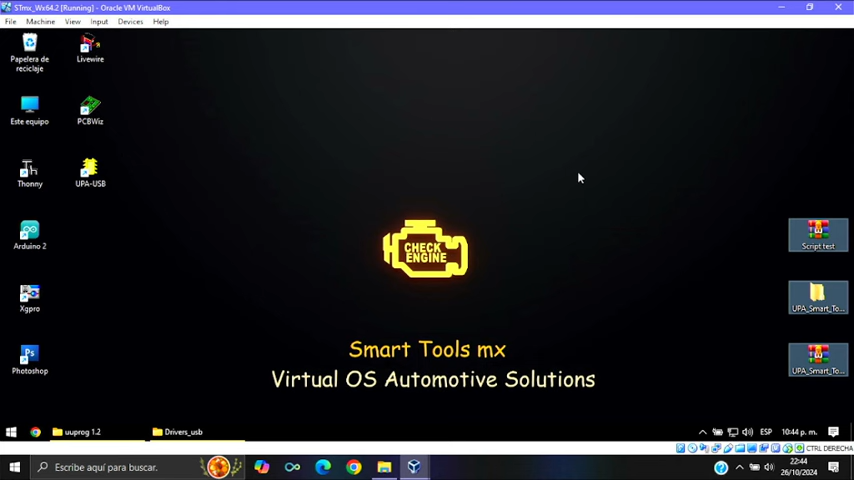 STmx_Wx64.2 [Running] - Oracle VM VirtualBox
File Machine View Input Devices Help
Papelera de
reciclaje
Livewire
Este equipo
PCBWiz
Thonny
UPA-USB
Arduino 2
Xgpro
Photoshop
CHECK
ENGINE
Smart Tools mx
Virtual OS Automotive Solutions
Script test
UPA_Smart_To...
UPA_Smart_To...
uuprog 1.2
Drivers_usb
ESP
10:44 p. m.
CTRL DERECHA
Escribe aquí para buscar.
22:44
26/10/2024